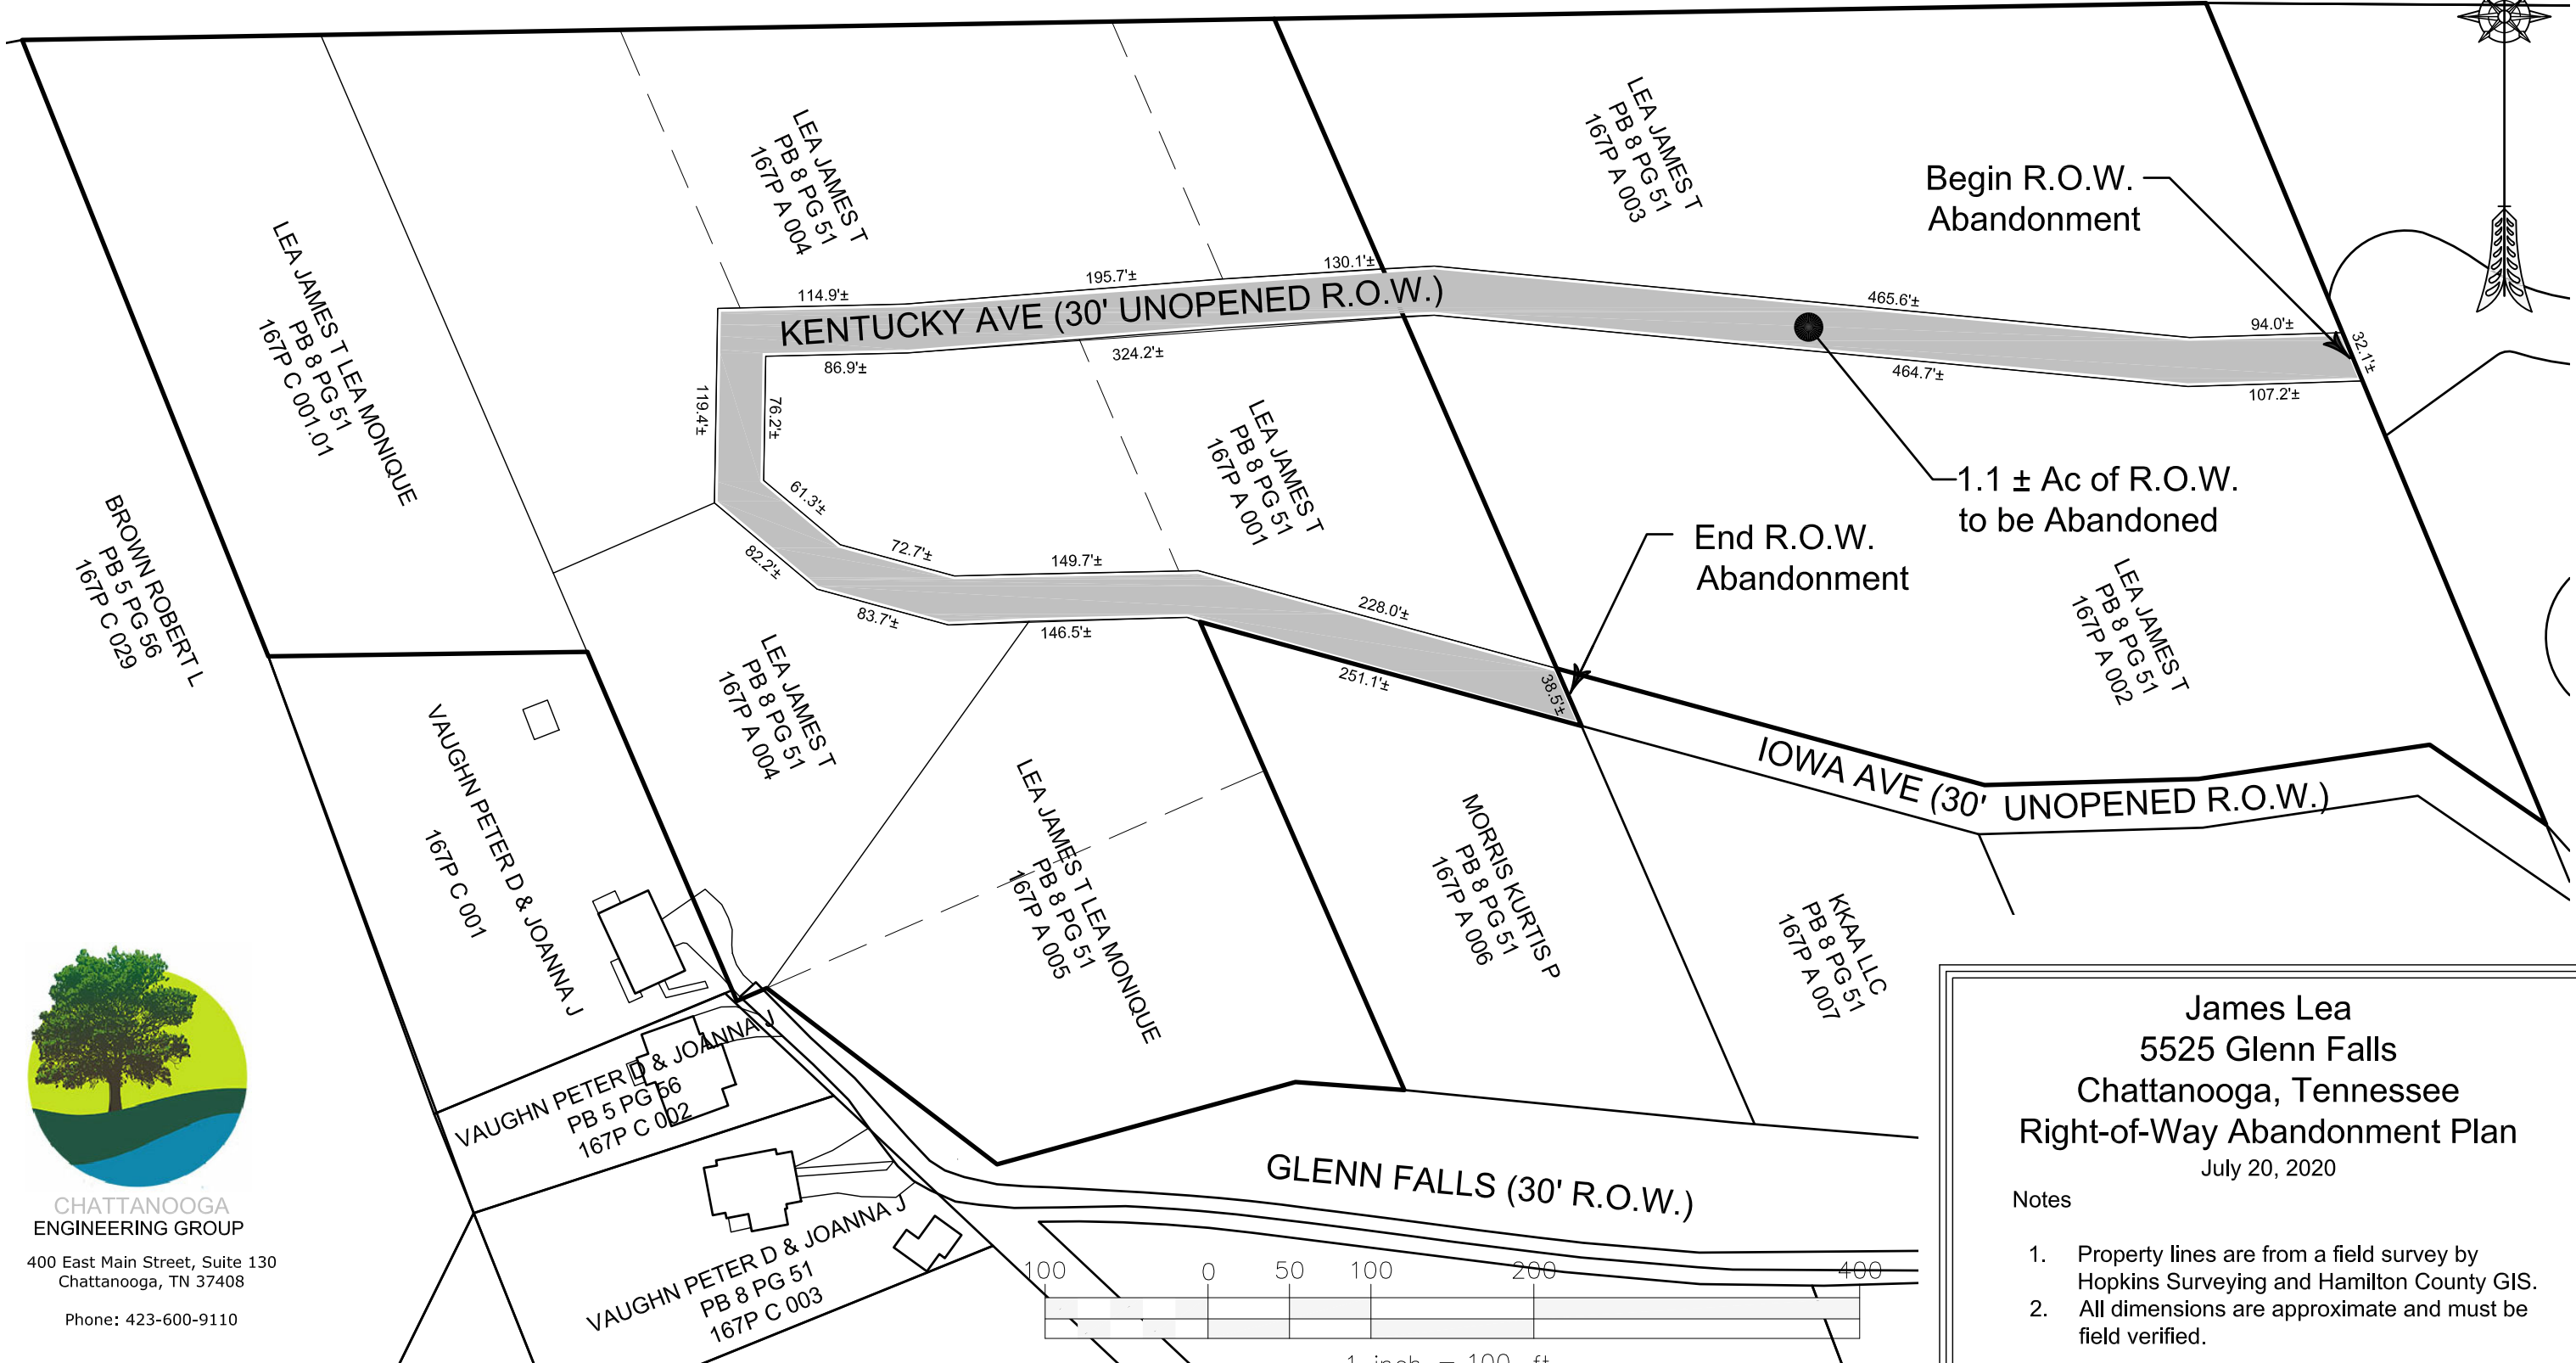 LEA JAMES T
PB 8 PG 51
167P A 004
LEA JAMES T
PB 8 PG 51
167P A 003
Begin R.O.W.
Abandonment
LEA JAMES T LEA MONIQUE
PB 8 PG 51
167P C 001.01
114.9'±
195.7'±
130.1'±
465.6'±
94.0'±
32.1'±
KENTUCKY AVE (30' UNOPENED R.O.W.)
86.9'±
324.2'±
464.7'±
107.2'±
119.4'±
76.2'±
61.3'±
82.2'±
72.7'±
83.7'±
149.7'±
146.5'±
228.0'±
251.1'±
38.5'±
LEA JAMES T
PB 8 PG 51
167P A 001
1.1 ± Ac of R.O.W.
to be Abandoned
End R.O.W.
Abandonment
BROWN ROBERT L
PB 5 PG 56
167P C 029
LEA JAMES T
PB 8 PG 51
167P A 002
LEA JAMES T
PB 8 PG 51
167P A 004
VAUGHN PETER D & JOANNA J
167P C 001
LEA JAMES T LEA MONIQUE
PB 8 PG 51
167P A 005
MORRIS KURTIS P
PB 8 PG 51
167P A 006
IOWA AVE (30' UNOPENED R.O.W.)
KKAA LLC
PB 8 PG 51
167P A 007
VAUGHN PETER D & JOANNA J
PB 5 PG 56
167P C 002
VAUGHN PETER D & JOANNA J
PB 8 PG 51
167P C 003
GLENN FALLS (30' R.O.W.)
100 0 50 100 200 400
1 inch = 100 ft
CHATTANOOGA
ENGINEERING GROUP
400 East Main Street, Suite 130
Chattanooga, TN 37408
Phone: 423-600-9110
James Lea
5525 Glenn Falls
Chattanooga, Tennessee
Right-of-Way Abandonment Plan
July 20, 2020
Notes
1. Property lines are from a field survey by
Hopkins Surveying and Hamilton County GIS.
2. All dimensions are approximate and must be
field verified.